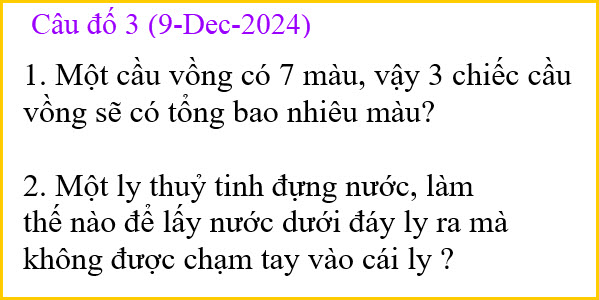 Câu đố 3 (9-Dec-2024)
1. Một cầu vồng có 7 màu, vậy 3 chiếc cầu
vồng sẽ có tổng bao nhiêu màu?
2. Một ly thuỷ tinh đựng nước, làm
thế nào để lấy nước dưới đáy ly ra mà
không được chạm tay vào cái ly ?